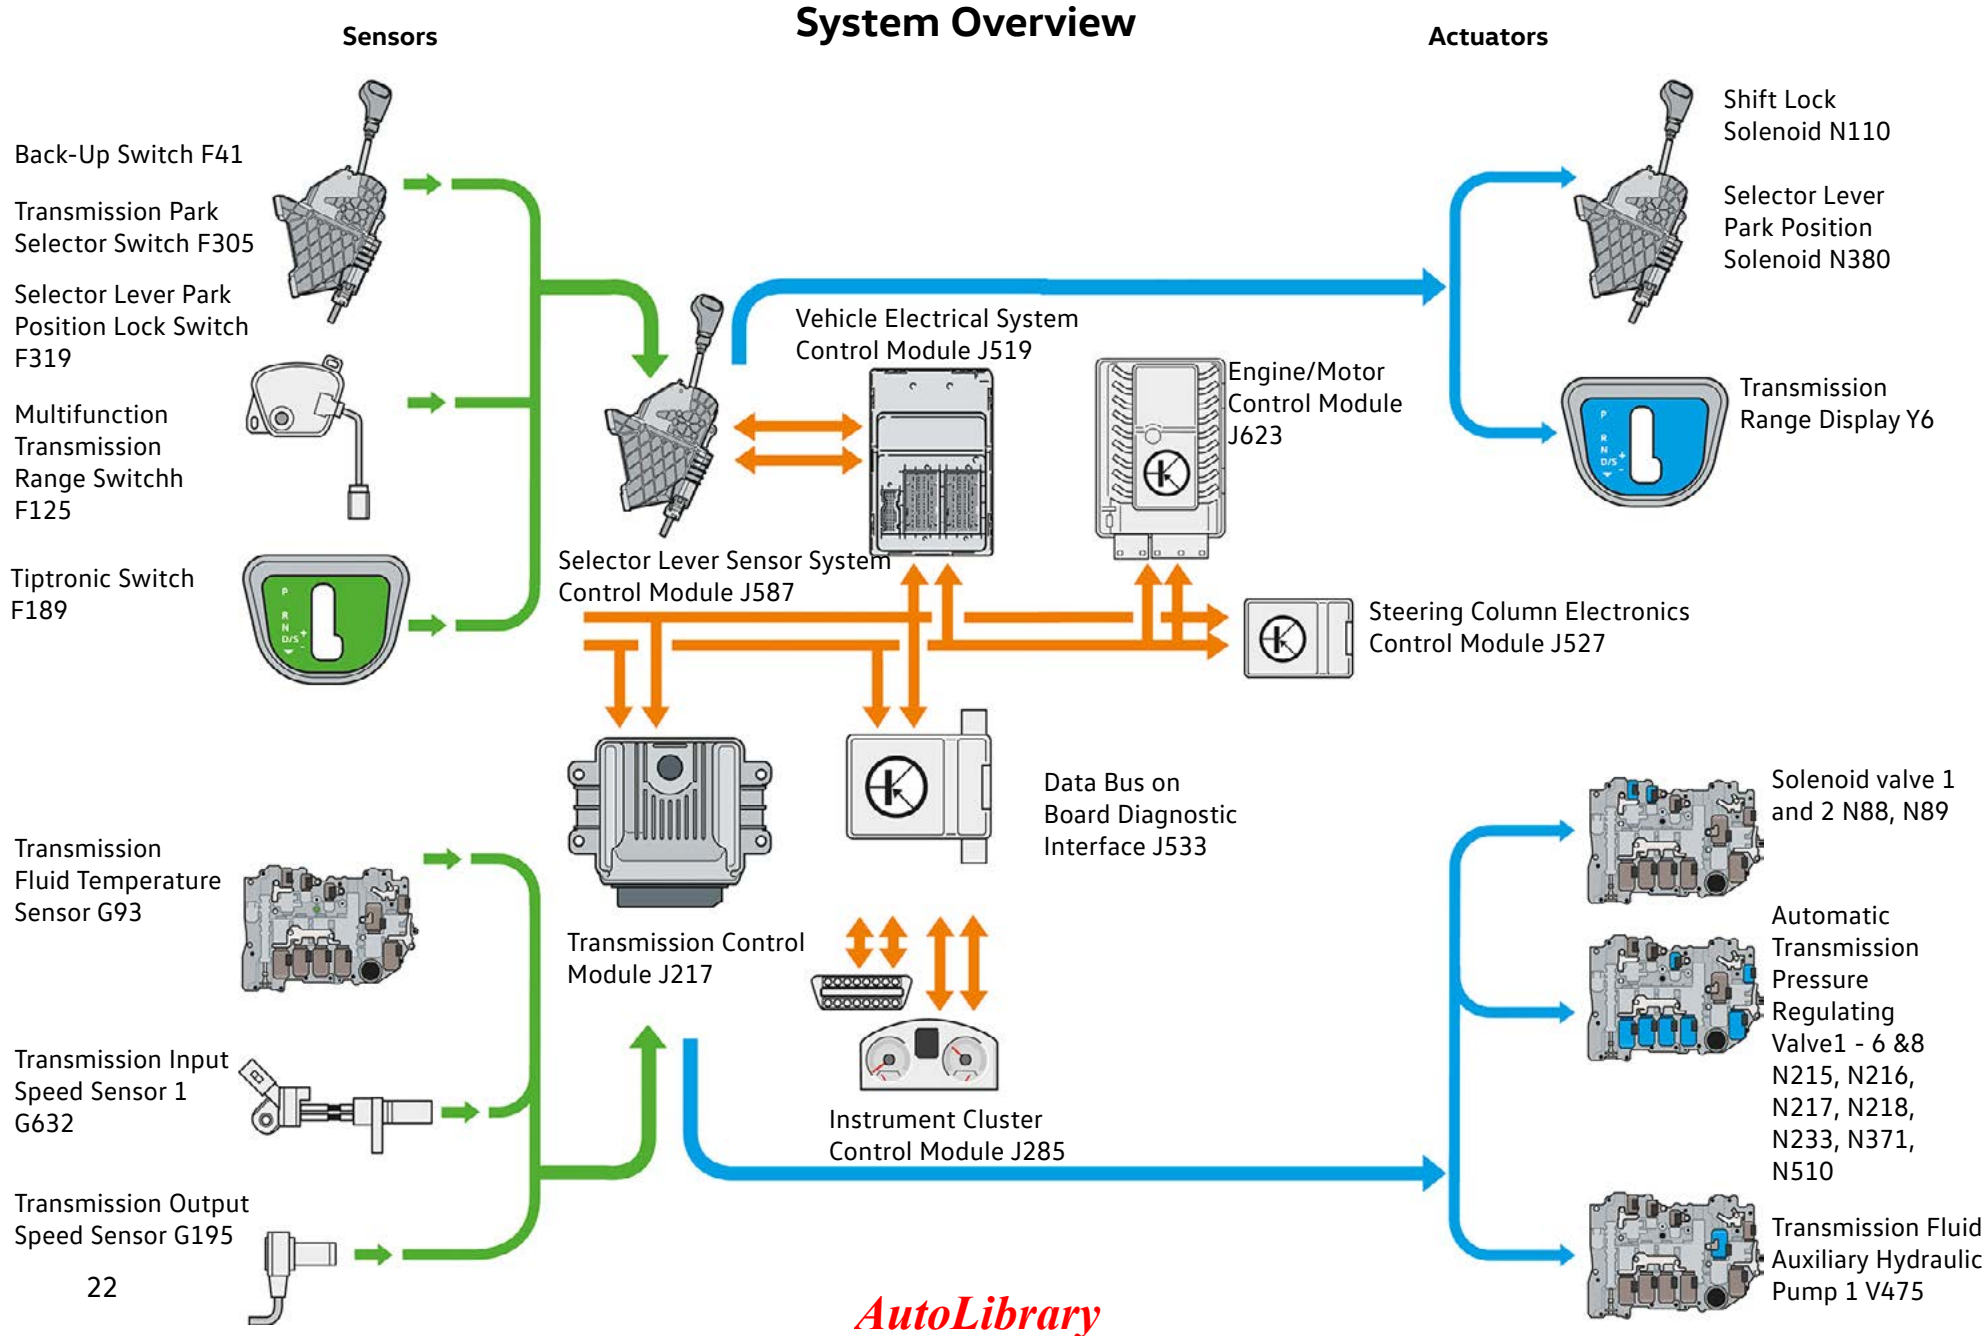 System Overview
Sensors
Actuators
Back-Up Switch F41
Transmission Park
Selector Switch F305
Selector Lever Park
Position Lock Switch
F319
Multifunction
Transmission
Range Switchh
F125
Tiptronic Switch
F189
P
R
N
D/S
+
-
Transmission
Fluid Temperature
Sensor G93
Transmission Input
Speed Sensor 1
G632
Transmission Output
Speed Sensor G195
22
Vehicle Electrical System
Control Module J519
Engine/Motor
Control Module
J623
Selector Lever Sensor System
Control Module J587
Steering Column Electronics
Control Module J527
Data Bus on
Board Diagnostic
Interface J533
Transmission Control
Module J217
Instrument Cluster
Control Module J285
Shift Lock
Solenoid N110
Selector Lever
Park Position
Solenoid N380
P
R
N
D/S
+
-
Transmission
Range Display Y6
Solenoid valve 1
and 2 N88, N89
Automatic
Transmission
Pressure
Regulating
Valve1 - 6 &8
N215, N216,
N217, N218,
N233, N371,
N510
Transmission Fluid
Auxiliary Hydraulic
Pump 1 V475
AutoLibrary